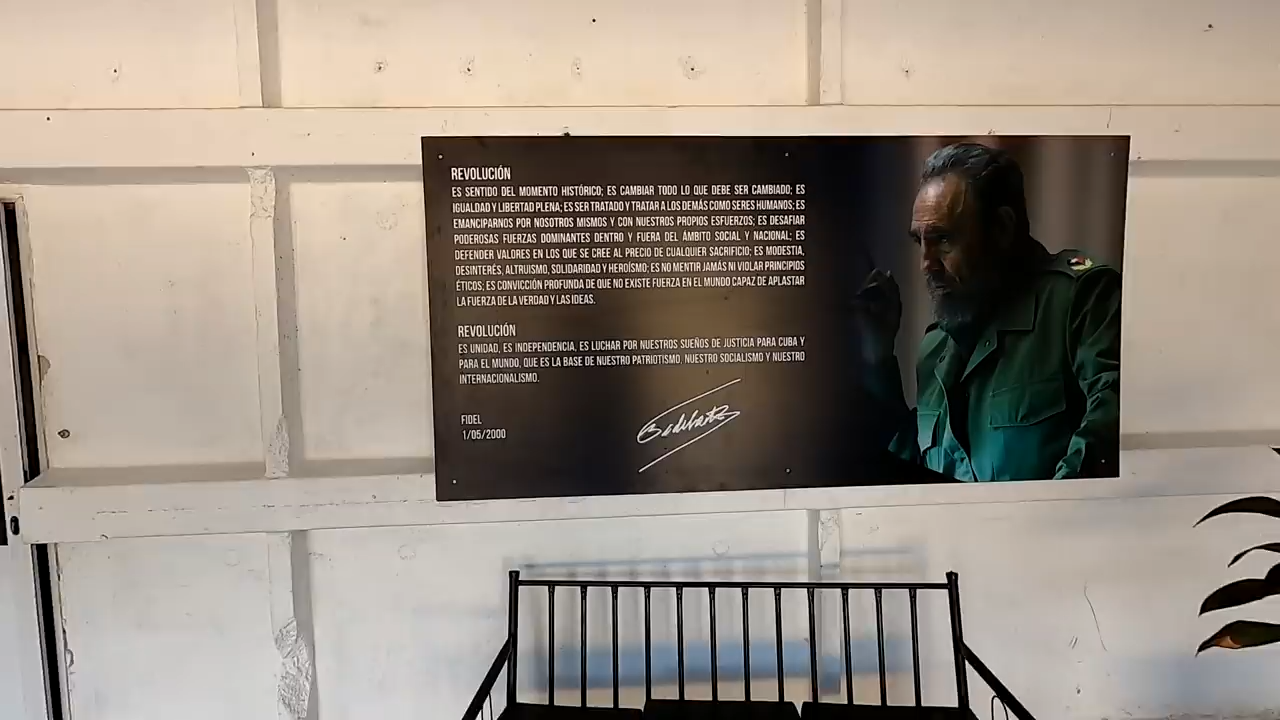 REVOLUCIÓN
ES SENTIDO DEL MOMENTO HISTÓRICO; ES CAMBIAR TODO LO QUE DEBE SER CAMBIADO; ES
IGUALDAD Y LIBERTAD PLENA; ES SER TRATADO Y TRATAR A LOS DEMÁS COMO SERES HUMANOS; ES
EMANCIPARNOS POR NOSOTROS MISMOS Y CON NUESTROS PROPIOS ESFUERZOS; ES DESAFIAR
PODEROSAS FUERZAS DOMINANTES DENTRO Y FUERA DEL ÁMBITO SOCIAL Y NACIONAL; ES
DEFENDER VALORES EN LOS QUE SE CREE AL PRECIO DE CUALQUIER SACRIFICIO; ES MODESTIA,
DESINTERÉS, ALTRUISMO, SOLIDARIDAD Y HEROÍSMO; ES NO MENTIR JAMÁS NI VIOLAR PRINCIPIOS
ÉTICOS; ES CONVICCIÓN PROFUNDA DE QUE NO EXISTE FUERZA EN EL MUNDO CAPAZ DE APLASTAR
LA FUERZA DE LA VERDAD Y LAS IDEAS.
REVOLUCIÓN
ES UNIDAD, ES INDEPENDENCIA, ES LUCHAR POR NUESTROS SUEÑOS DE JUSTICIA PARA CUBA Y
PARA EL MUNDO, QUE ES LA BASE DE NUESTRO PATRIOTISMO, NUESTRO SOCIALISMO Y NUESTRO
INTERNACIONALISMO.
FIDEL
1/05/2000